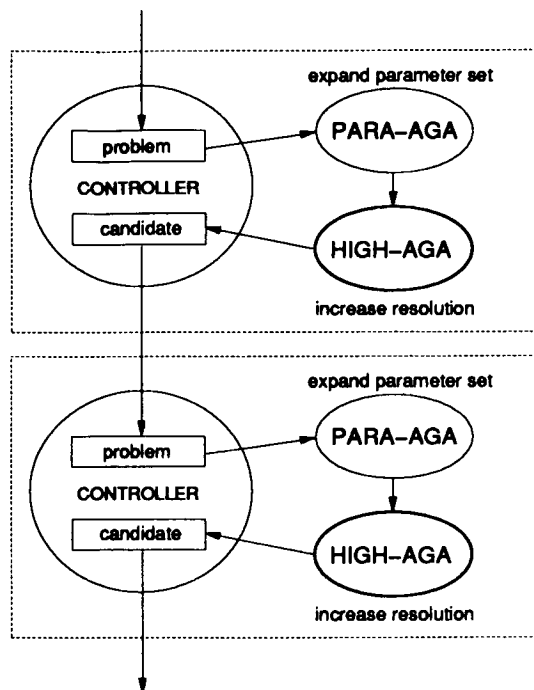 expand parameter set
PARA-AGA
problem
CONTROLLER
candidate
HIGH-AGA
increase resolution
expand parameter set
PARA-AGA
problem
CONTROLLER
candidate
HIGH-AGA
increase resolution